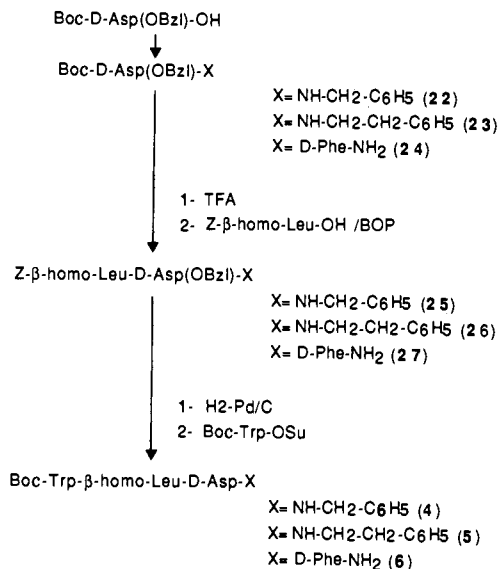 Boc-D-Asp(OBzl)-OH
Boc-D-Asp(OBzl)-X
X= NH-CH2-C6H5 (22)
X= NH-CH2-CH2-C6H5 (23)
X= D-Phe-NH2 (24)
1- TFA
2- Z-β-homo-Leu-OH /BOP
Z-β-homo-Leu-D-Asp(OBzl)-X
X= NH-CH2-C6H5 (25)
X= NH-CH2-CH2-C6H5 (26)
X= D-Phe-NH2 (27)
1- H2-Pd/C
2- Boc-Trp-OSu
Boc-Trp-β-homo-Leu-D-Asp-X
X= NH-CH2-C6H5 (4)
X= NH-CH2-CH2-C6H5 (5)
X= D-Phe-NH2 (6)